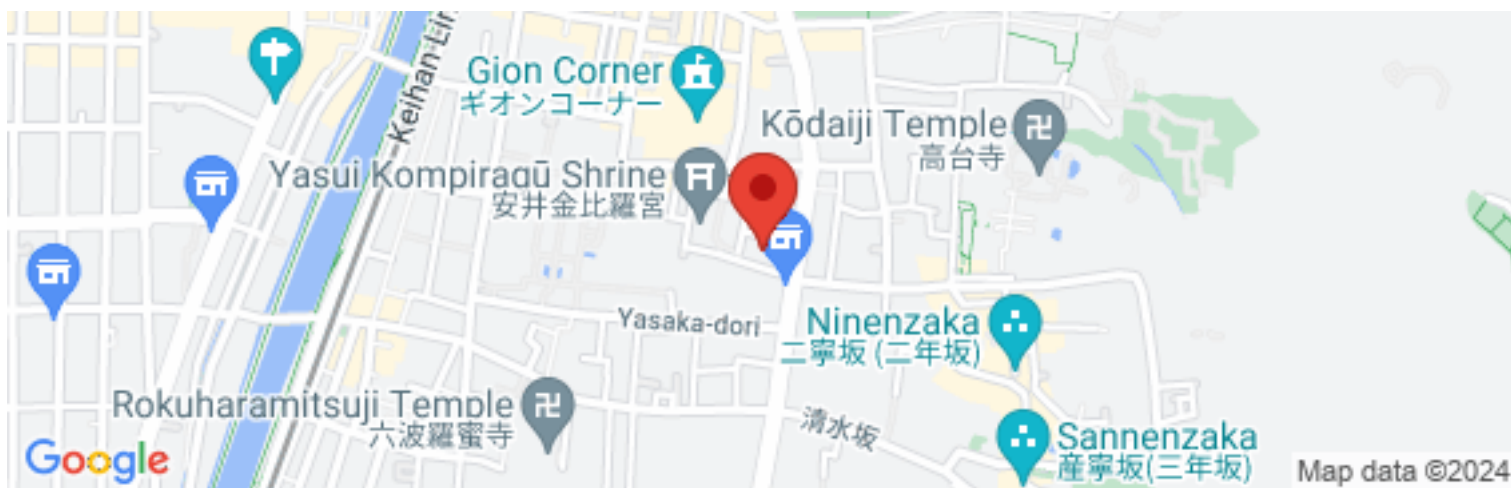 Keihan Lin
Gion Corner
ギオンコーナー
Kōdaiji Temple
高台寺
Yasui Kompiragū Shrine
安井金比羅宮
Yasaka-dori
Ninenzaka
二寧坂 (二年坂)
Rokuharamitsuji Temple
六波羅蜜寺
清水坂
Sannenzaka
産寧坂(三年坂)
Google
Map data ©2024